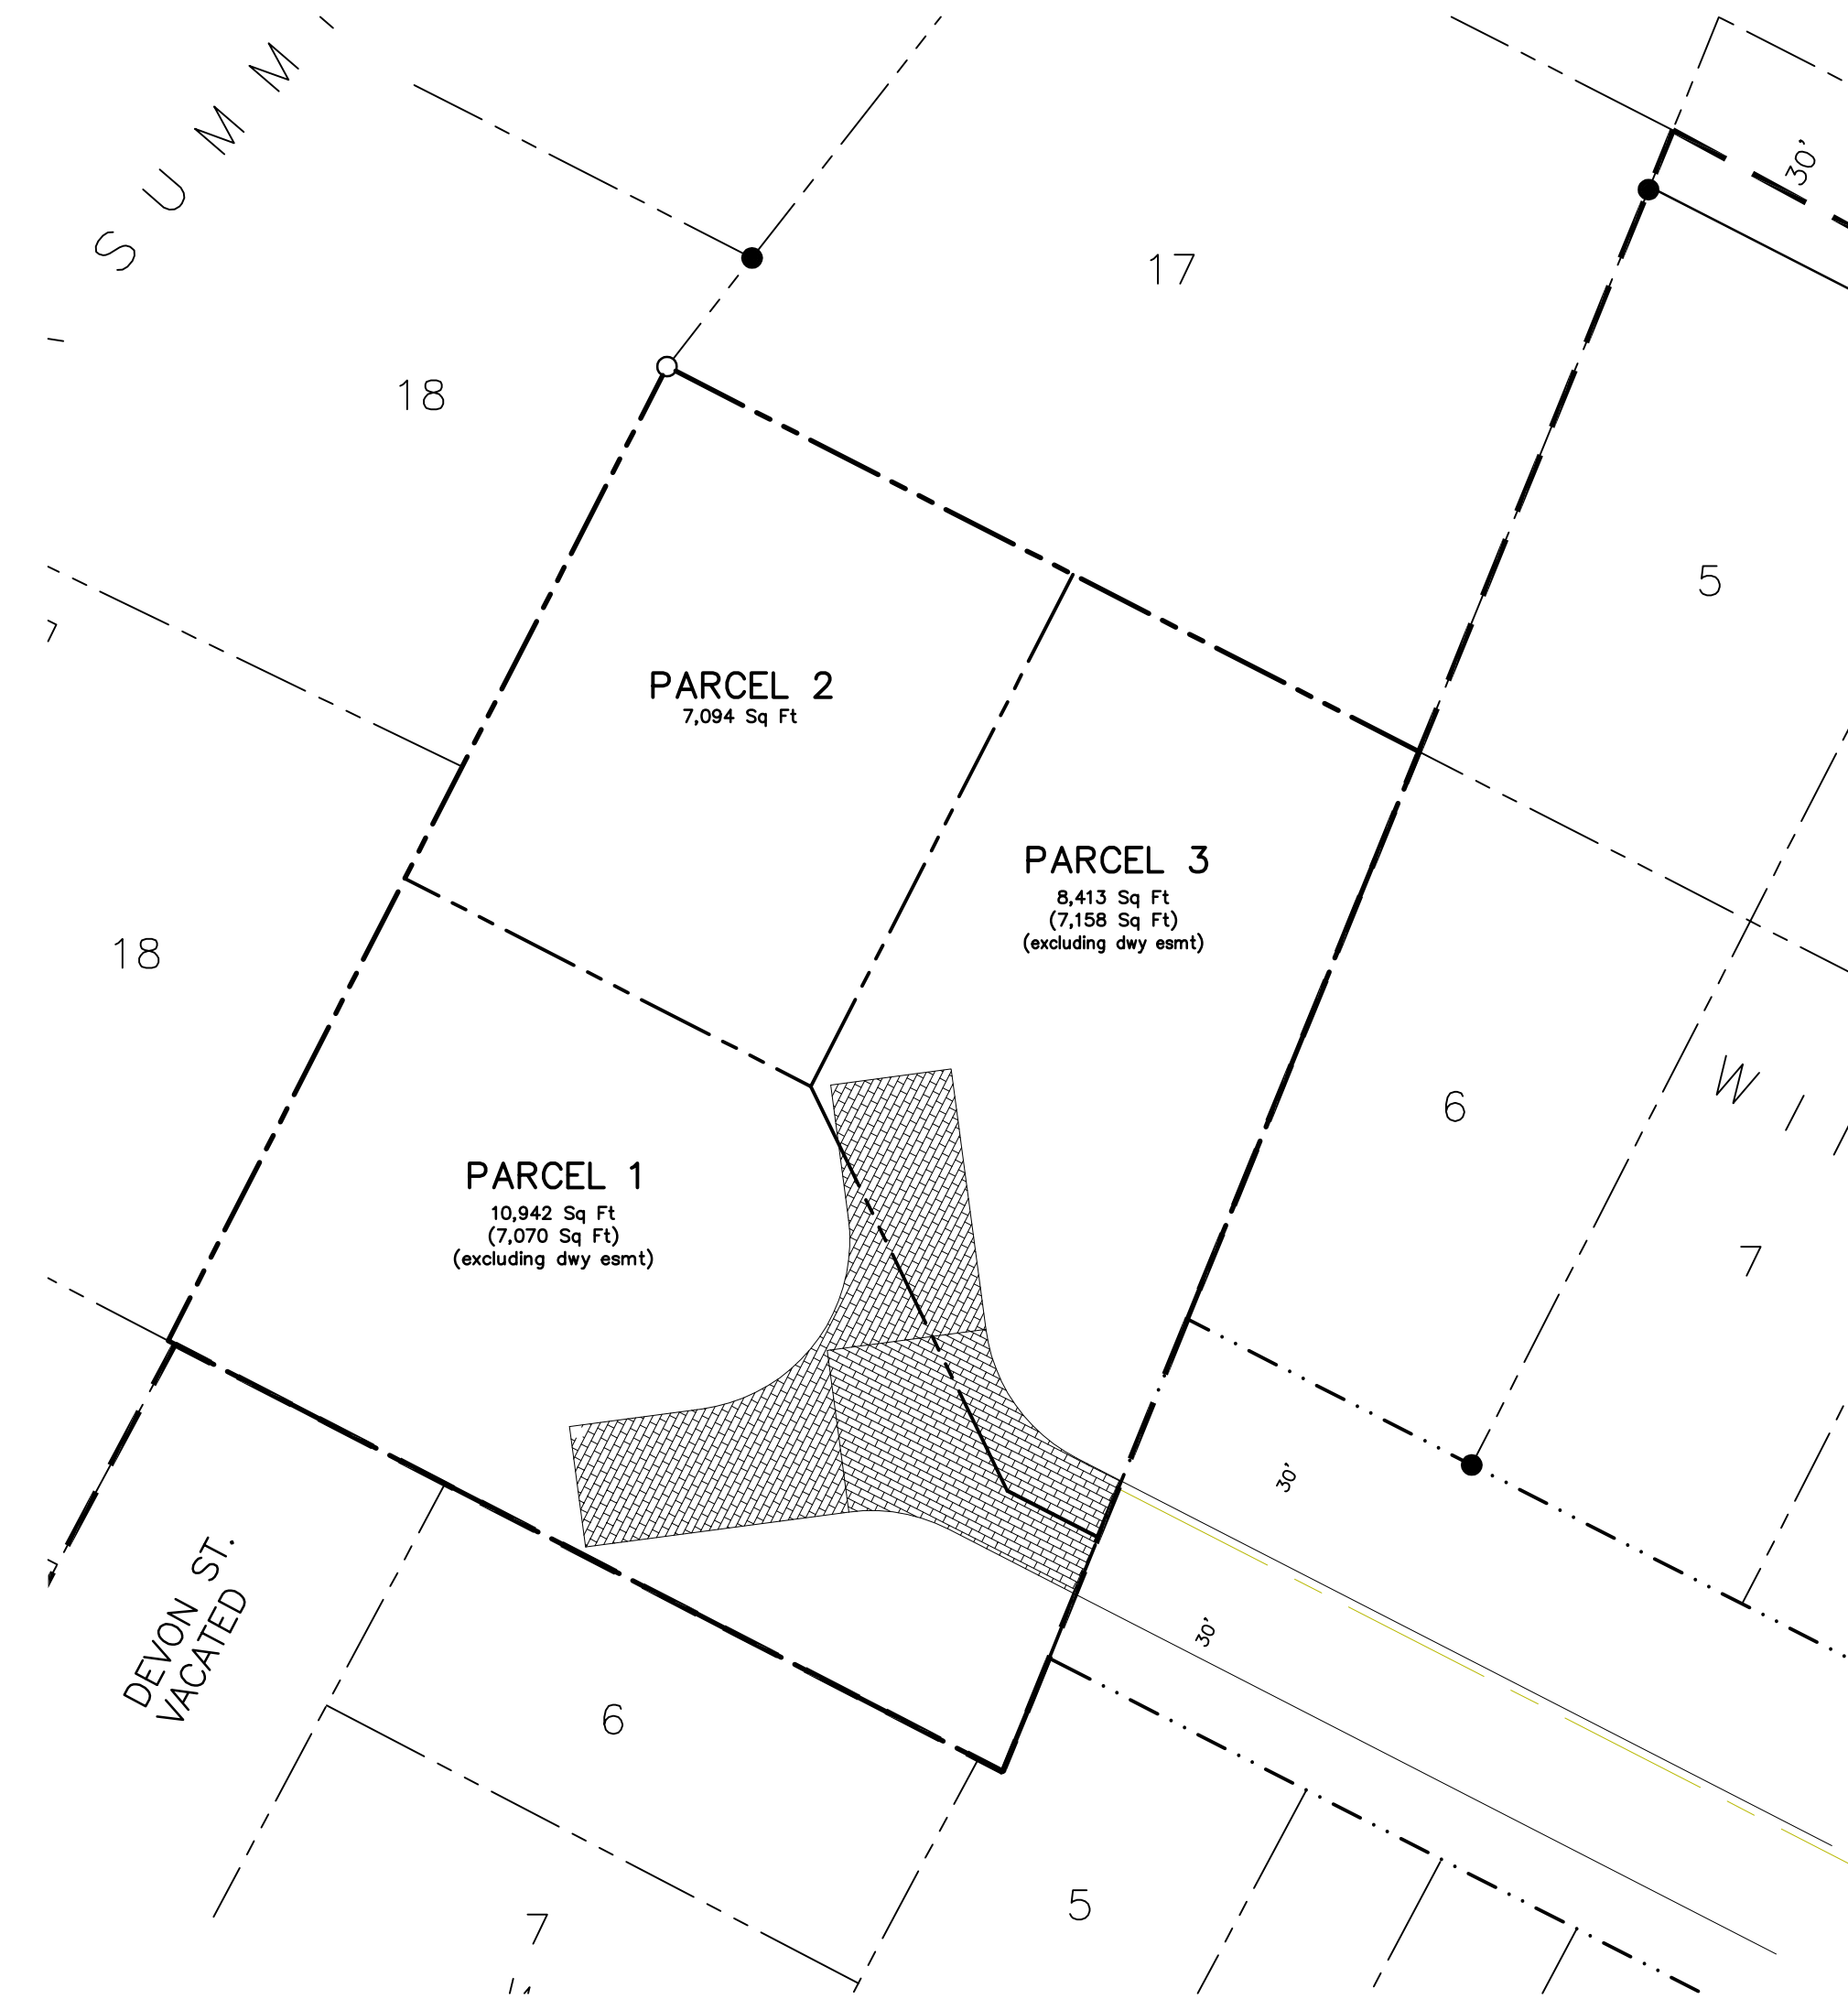 SUMM
30'
17
18
5
PARCEL 2
7,094 Sq Ft
PARCEL 3
8,413 Sq Ft
(7,158 Sq Ft)
(excluding dwy esmt)
18
6
W I
PARCEL 1
10,942 Sq Ft
(7,070 Sq Ft)
(excluding dwy esmt)
7
30'
30'
DEVON ST.
VACATED
6
5
7